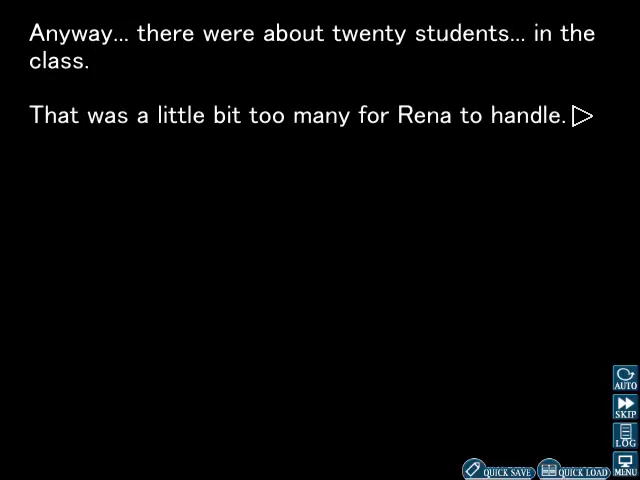 Anyway... there were about twenty students... in the
class.
That was a little bit too many for Rena to handle.
AUTO
SKIP
LOG
MENU
QUICK SAVE
QUICK LOAD